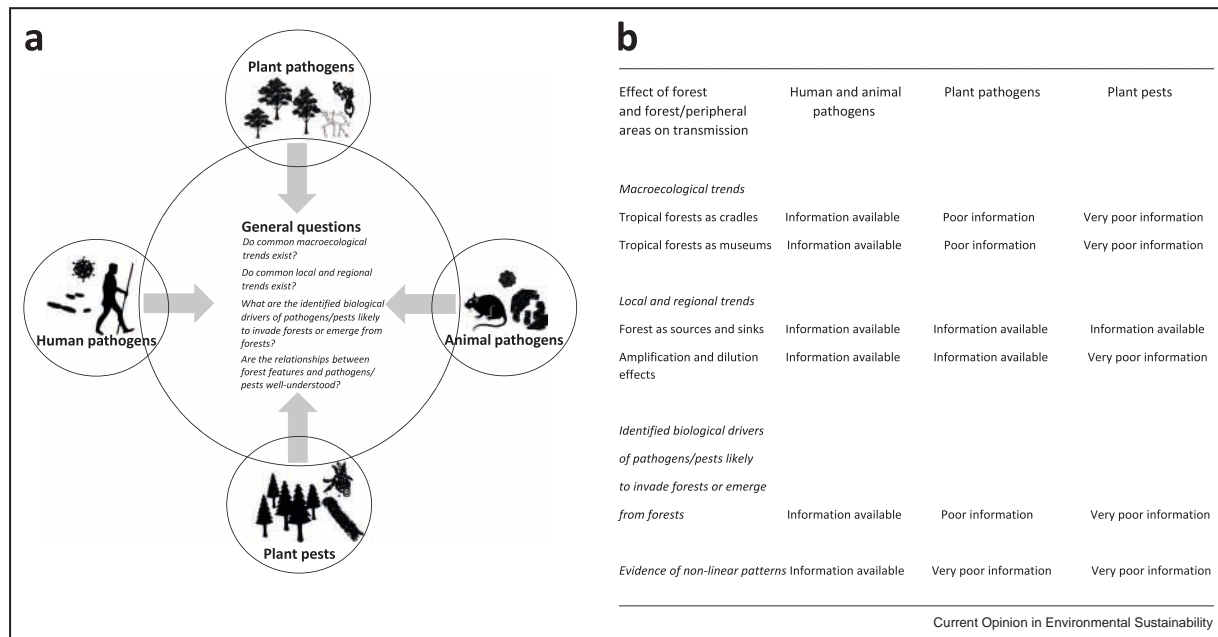 a
Plant pathogens
General questions
Do common macroecological
trends exist?
Do common local and regional
trends exist?
What are the identified biological
drivers of pathogens/pests likely
to invade forests or emerge from
forests?
Are the relationships between
forest features and pathogens/
pests well-understood?
Human pathogens
Animal pathogens
Plant pests
b
Effect of forest Human and animal Plant pathogens Plant pests
and forest/peripheral pathogens
areas on transmission
Macroecological trends
Tropical forests as cradles Information available Poor information Very poor information
Tropical forests as museums Information available Poor information Very poor information
Local and regional trends
Forest as sources and sinks Information available Information available Information available
Amplification and dilution Information available Information available Very poor information
effects
Identified biological drivers
of pathogens/pests likely
to invade forests or emerge
from forests Information available Poor information Very poor information
Evidence of non-linear patterns Information available Very poor information Very poor information
Current Opinion in Environmental Sustainability